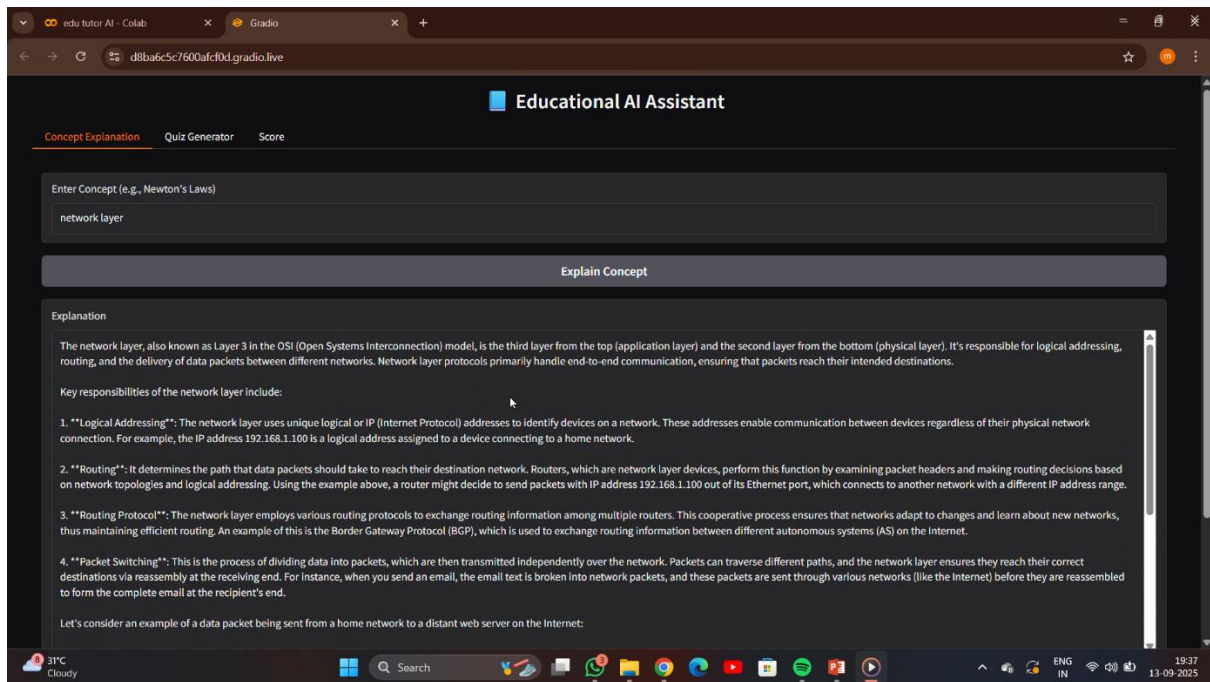 edu tutor AI - Colab
Gradio
d8ba6c5c7600afcf0d.gradio.live
m
Educational AI Assistant
Concept Explanation Quiz Generator Score
Enter Concept (e.g., Newton's Laws)
network layer
Explain Concept
Explanation
The network layer, also known as Layer 3 in the OSI (Open Systems Interconnection) model, is the third layer from the top (application layer) and the second layer from the bottom (physical layer). It's responsible for logical addressing,
routing, and the delivery of data packets between different networks. Network layer protocols primarily handle end-to-end communication, ensuring that packets reach their intended destinations.
Key responsibilities of the network layer include:
1. **Logical Addressing**: The network layer uses unique logical or IP (Internet Protocol) addresses to identify devices on a network. These addresses enable communication between devices regardless of their physical network
connection. For example, the IP address 192.168.1.100 is a logical address assigned to a device connecting to a home network.
2. **Routing**: It determines the path that data packets should take to reach their destination network. Routers, which are network layer devices, perform this function by examining packet headers and making routing decisions based
on network topologies and logical addressing. Using the example above, a router might decide to send packets with IP address 192.168.1.100 out of its Ethernet port, which connects to another network with a different IP address range.
3. **Routing Protocol**: The network layer employs various routing protocols to exchange routing information among multiple routers. This cooperative process ensures that networks adapt to changes and learn about new networks,
thus maintaining efficient routing. An example of this is the Border Gateway Protocol (BGP), which is used to exchange routing information between different autonomous systems (AS) on the Internet.
4. **Packet Switching**: This is the process of dividing data into packets, which are then transmitted independently over the network. Packets can traverse different paths, and the network layer ensures they reach their correct
destinations via reassembly at the receiving end. For instance, when you send an email, the email text is broken into network packets, and these packets are sent through various networks (like the Internet) before they are reassembled
to form the complete email at the recipient's end.
Let's consider an example of a data packet being sent from a home network to a distant web server on the Internet:
8
31°C
Cloudy
Search
3
ENG
IN
19:37
13-09-2025